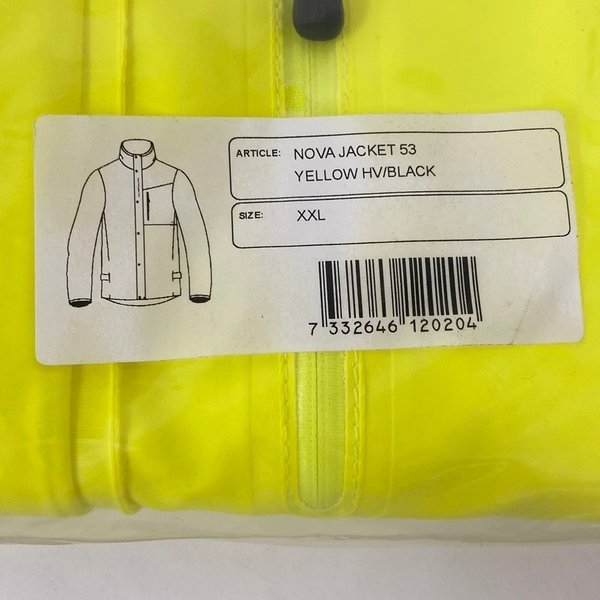 ARTICLE: NOVA JACKET 53
YELLOW HV/BLACK
SIZE: XXL
7 332646 120204